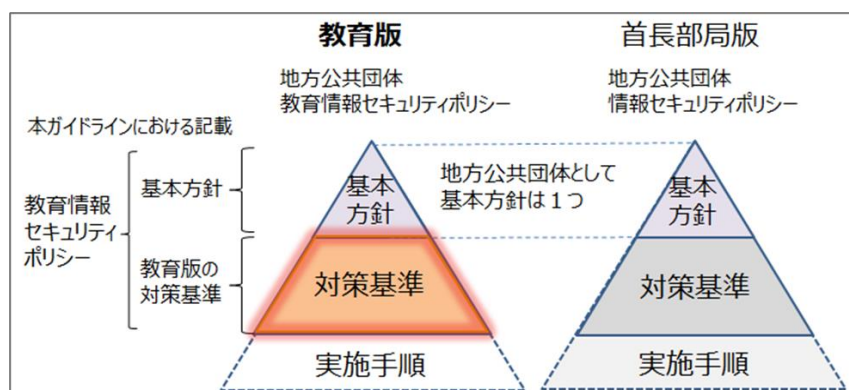 教育版
首長部局版
地方公共団体
教育情報セキュリティポリシー
地方公共団体
情報セキュリティポリシー
本ガイドラインにおける記載
教育情報
セキュリティ
ポリシー
基本方針
教育版の
対策基準
基本
方針
地方公共団体として
基本方針は１つ
基本
方針
対策基準
対策基準
実施手順
実施手順